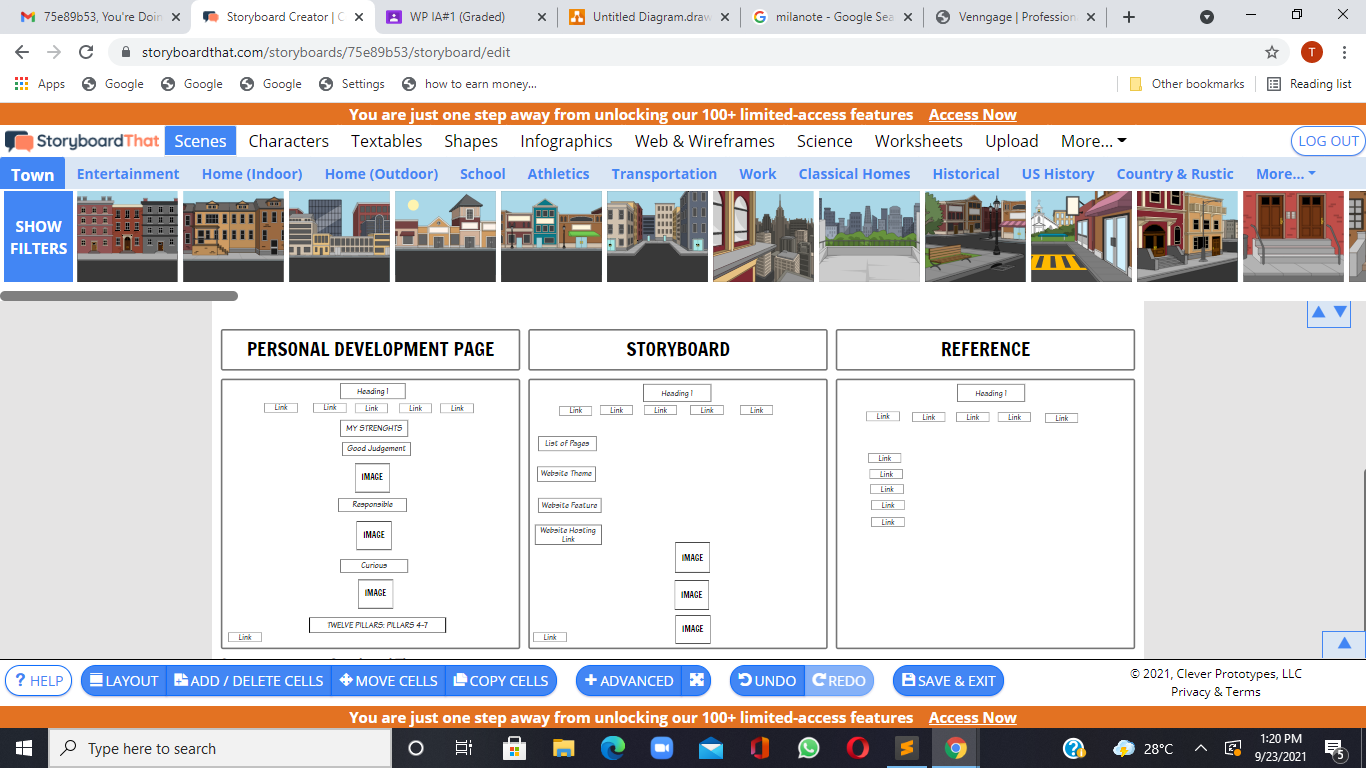 75e89b53, You're Doin
Storyboard Creator | C
WP IA#1 (Graded)
Untitled Diagram.draw
milanote - Google Sea
Venngage | Profession
storyboardthat.com/storyboards/75e89b53/storyboard/edit
T
Apps
Google
Google
Google
Settings
how to earn money...
Other bookmarks
Reading list
You are just one step away from unlocking our 100+ limited-access features Access Now
StoryboardThat
Scenes
Characters
Textables
Shapes
Infographics
Web & Wireframes
Science
Worksheets
Upload
More...
LOG OUT
Town
Entertainment
Home (Indoor)
Home (Outdoor)
School
Athletics
Transportation
Work
Classical Homes
Historical
US History
Country & Rustic
More...
SHOW
FILTERS
PERSONAL DEVELOPMENT PAGE
Heading 1
Link Link Link Link Link
MY STRENGHTS
Good Judgement
IMAGE
Responsible
IMAGE
Curious
IMAGE
TWELVE PILLARS: PILLARS 4-7
Link
STORYBOARD
Heading 1
Link Link Link Link Link
List of Pages
Website Theme
Website Feature
Website Hosting
Link
IMAGE
IMAGE
IMAGE
Link
REFERENCE
Heading 1
Link Link Link Link Link
Link
Link
Link
Link
Link
? HELP
LAYOUT
ADD / DELETE CELLS
MOVE CELLS
COPY CELLS
+ ADVANCED
UNDO
REDO
SAVE & EXIT
© 2021, Clever Prototypes, LLC
Privacy & Terms
You are just one step away from unlocking our 100+ limited-access features Access Now
Type here to search
28°C
1:20 PM
9/23/2021
5